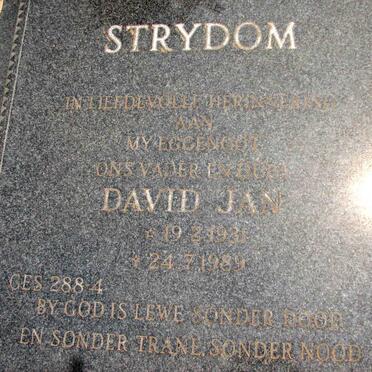 STRYDOM
IN LIEFDEVOLLE HERINNERING
AAN
MY EGGENOOT
ONS VADER EN OUPA
DAVID JAN
* 19.2.1931
+ 24.7.1989
GES 288-4
BY GOD IS LEWE SONDER DOOD
EN SONDER TRANE, SONDER NOOD